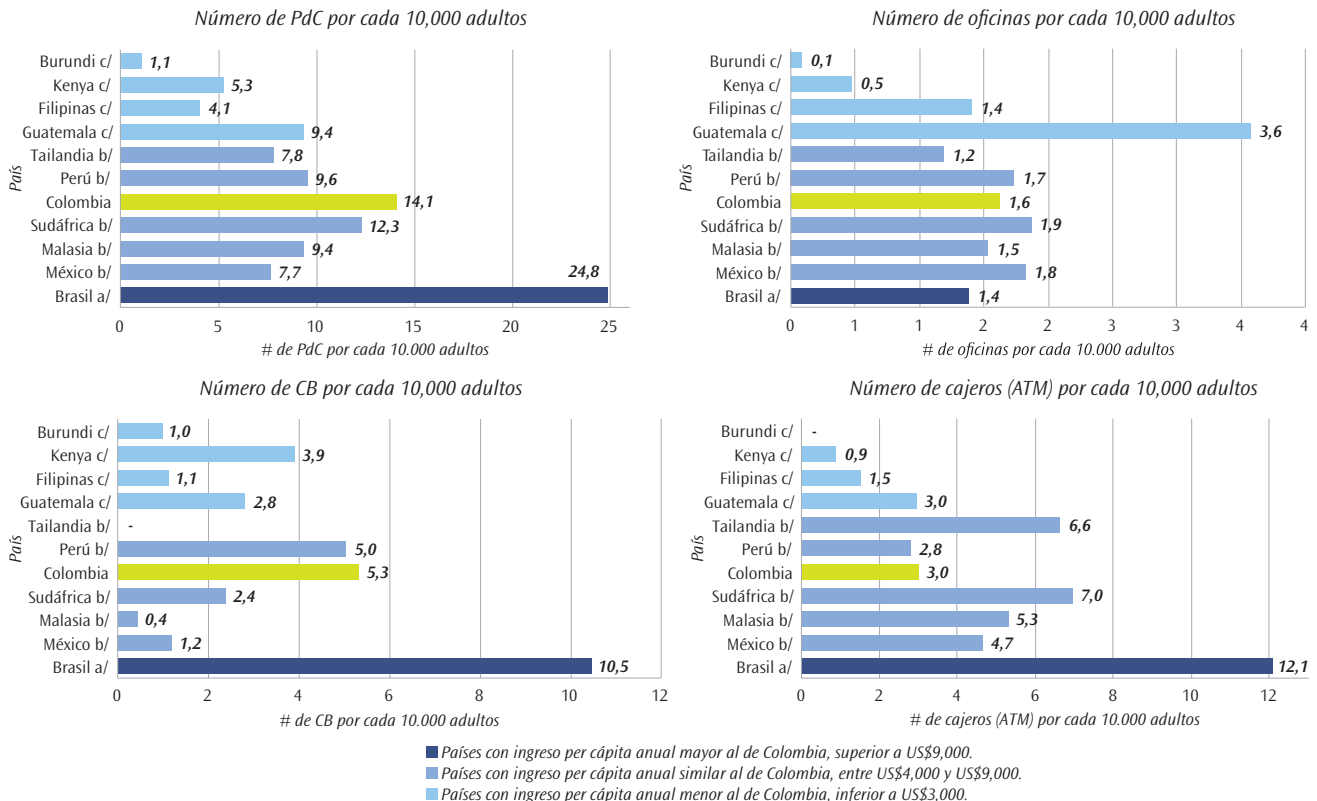 Número de PdC por cada 10,000 adultos
País
Burundi c/ 1,1
Kenya c/ 5,3
Filipinas c/ 4,1
Guatemala c/ 9,4
Tailandia b/ 7,8
Perú b/ 9,6
Colombia 14,1
Sudáfrica b/ 12,3
Malasia b/ 9,4
México b/ 7,7
Brasil a/ 24,8
0 5 10 15 20 25
# de PdC por cada 10.000 adultos
Número de oficinas por cada 10,000 adultos
País
Burundi c/ 0,1
Kenya c/ 0,5
Filipinas c/ 1,4
Guatemala c/ 3,6
Tailandia b/ 1,2
Perú b/ 1,7
Colombia 1,6
Sudáfrica b/ 1,9
Malasia b/ 1,5
México b/ 1,8
Brasil a/ 1,4
0 1 1 2 2 3 3 4 4
# de oficinas por cada 10.000 adultos
Número de CB por cada 10,000 adultos
País
Burundi c/ 1,0
Kenya c/ 3,9
Filipinas c/ 1,1
Guatemala c/ 2,8
Tailandia b/ -
Perú b/ 5,0
Colombia 5,3
Sudáfrica b/ 2,4
Malasia b/ 0,4
México b/ 1,2
Brasil a/ 10,5
0 2 4 6 8 10 12
# de CB por cada 10.000 adultos
Número de cajeros (ATM) por cada 10,000 adultos
País
Burundi c/ -
Kenya c/ 0,9
Filipinas c/ 1,5
Guatemala c/ 3,0
Tailandia b/ 6,6
Perú b/ 2,8
Colombia 3,0
Sudáfrica b/ 7,0
Malasia b/ 5,3
México b/ 4,7
Brasil a/ 12,1
0 2 4 6 8 10 12
# de cajeros (ATM) por cada 10.000 adultos
Países con ingreso per cápita anual mayor al de Colombia, superior a US$9,000.
Países con ingreso per cápita anual similar al de Colombia, entre US$4,000 y US$9,000.
Países con ingreso per cápita anual menor al de Colombia, inferior a US$3,000.